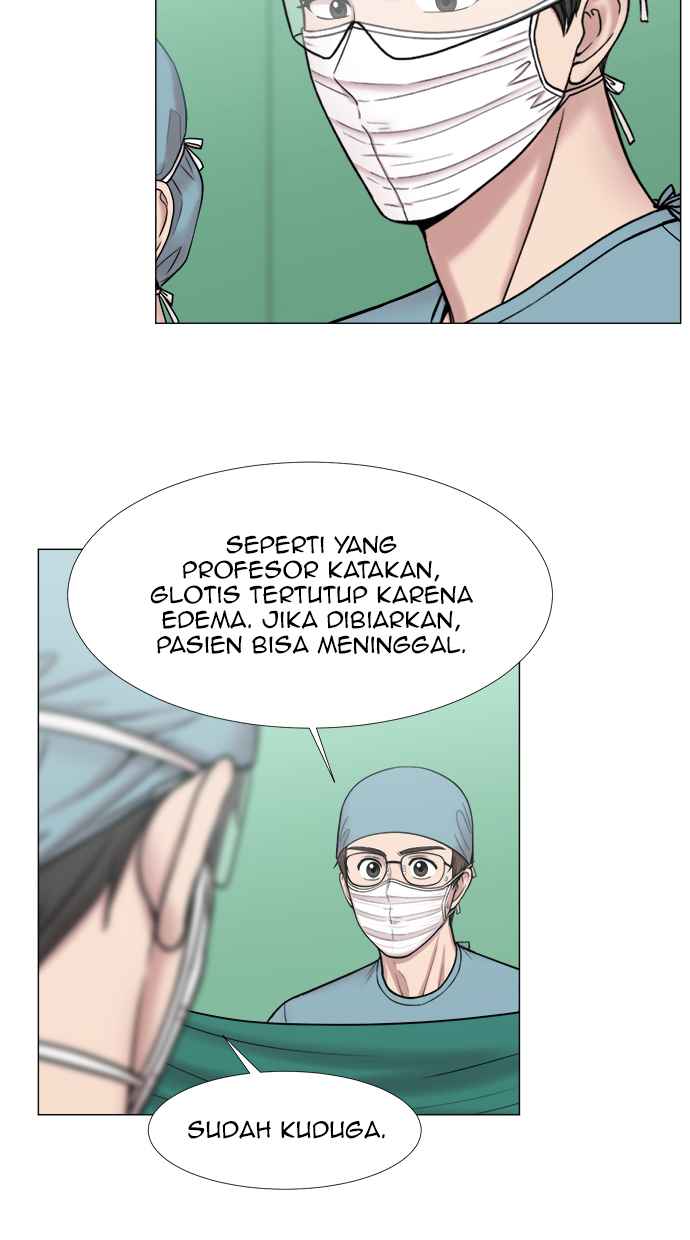 SEPERTI YANG
PROFESOR KATAKAN,
GLOTIS TERTUTUP KARENA
EDEMA. JIKA DIBIARKAN,
PASIEN BISA MENINGGAL.
SUDAH KUDUGA.